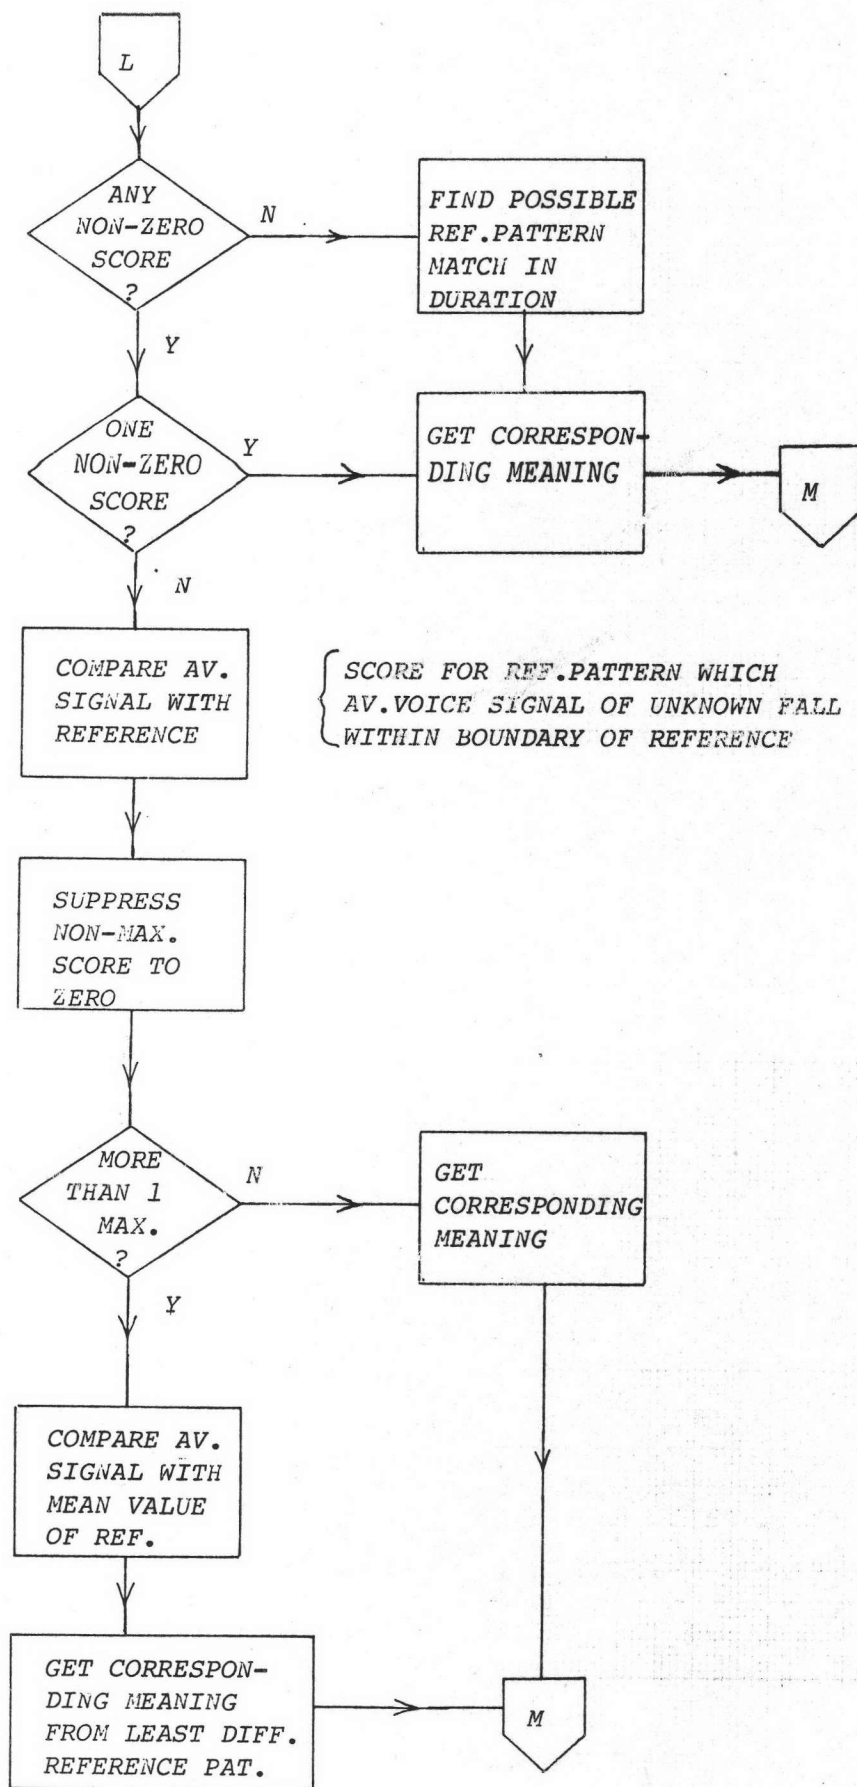 L
ANY
NON-ZERO
SCORE
?
N
FIND POSSIBLE
REF.PATTERN
MATCH IN
DURATION
Y
ONE
NON-ZERO
SCORE
?
Y
GET CORRESPON-
DING MEANING
M
N
COMPARE AV.
SIGNAL WITH
REFERENCE
SCORE FOR REF.PATTERN WHICH
AV.VOICE SIGNAL OF UNKNOWN FALL
WITHIN BOUNDARY OF REFERENCE
SUPPRESS
NON-MAX.
SCORE TO
ZERO
MORE
THAN 1
MAX.
?
N
GET
CORRESPONDING
MEANING
Y
COMPARE AV.
SIGNAL WITH
MEAN VALUE
OF REF.
GET CORRESPON-
DING MEANING
FROM LEAST DIFF.
REFERENCE PAT.
M